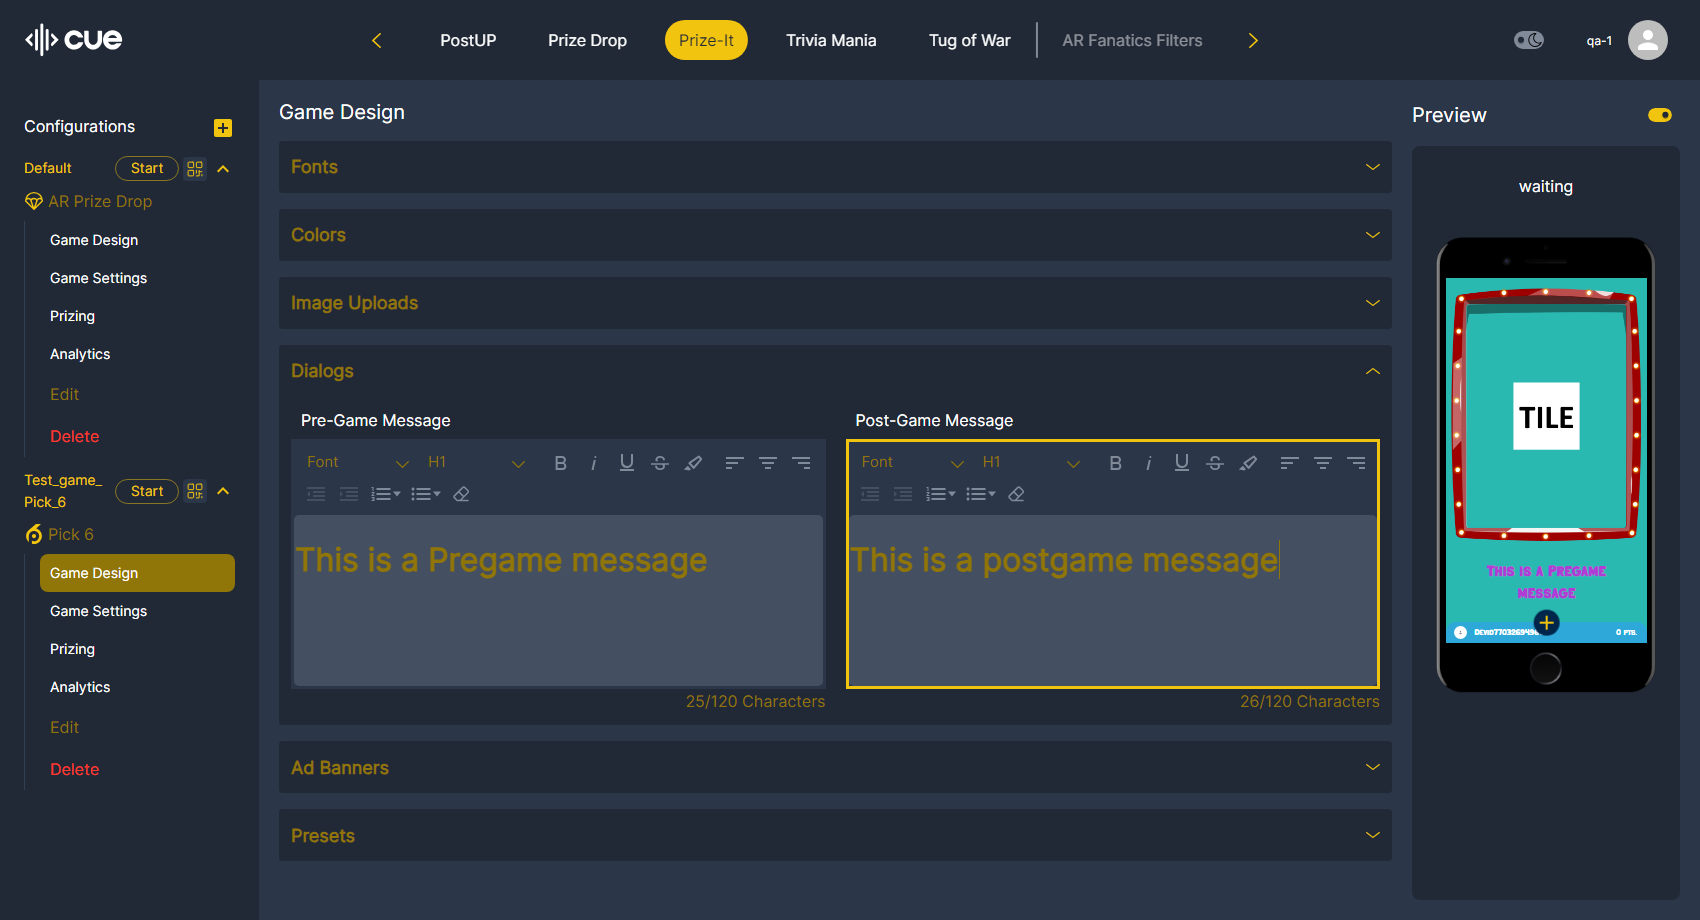 cue
PostUP
Prize Drop
Prize-It
Trivia Mania
Tug of War
AR Fanatics Filters
qa-1
Configurations
Default
Start
AR Prize Drop
Game Design
Game Settings
Prizing
Analytics
Edit
Delete
Test_game_
Pick_6
Start
Pick 6
Game Design
Game Settings
Prizing
Analytics
Edit
Delete
Game Design
Fonts
Colors
Image Uploads
Dialogs
Pre-Game Message
Font
H1
B i U S
This is a Pregame message
25/120 Characters
Post-Game Message
Font
H1
B i U S
This is a postgame message
26/120 Characters
Ad Banners
Presets
Preview
waiting
TILE
This is a Pregame
message
0 pts.